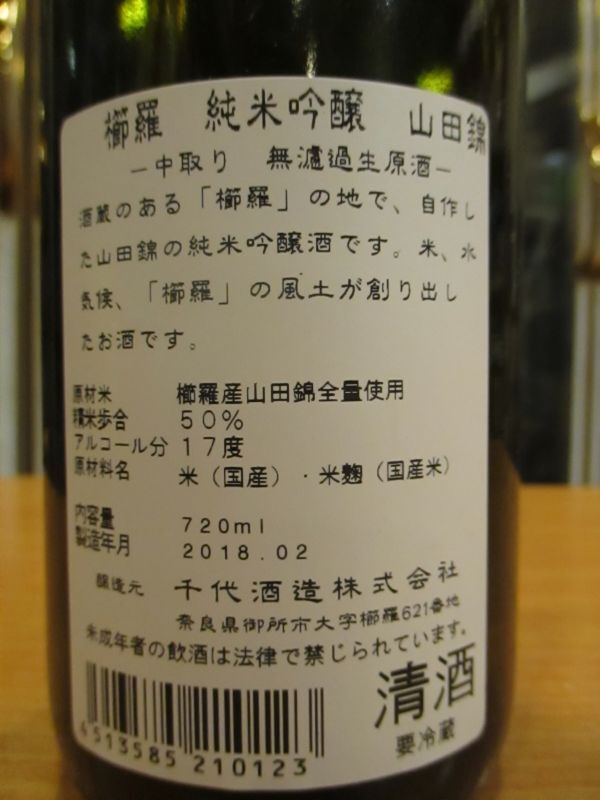 櫛羅 純米吟醸 山田錦
―中取り 無濾過生原酒―
酒蔵のある「櫛羅」の地で、自作し
た山田錦の純米吟醸酒です。米、水
気候、「櫛羅」の風土が創り出し
たお酒です。
原材米 櫛羅産山田錦全量使用
精米歩合 50%
アルコール分 17度
原材料名 米（国産）・米麹（国産米）
内容量 720ml
製造年月 2018.02
醸造元 千代酒造株式会社
奈良県御所市大字櫛羅621番地
未成年者の飲酒は法律で禁じられています。
清酒
要冷蔵
4513585 210123